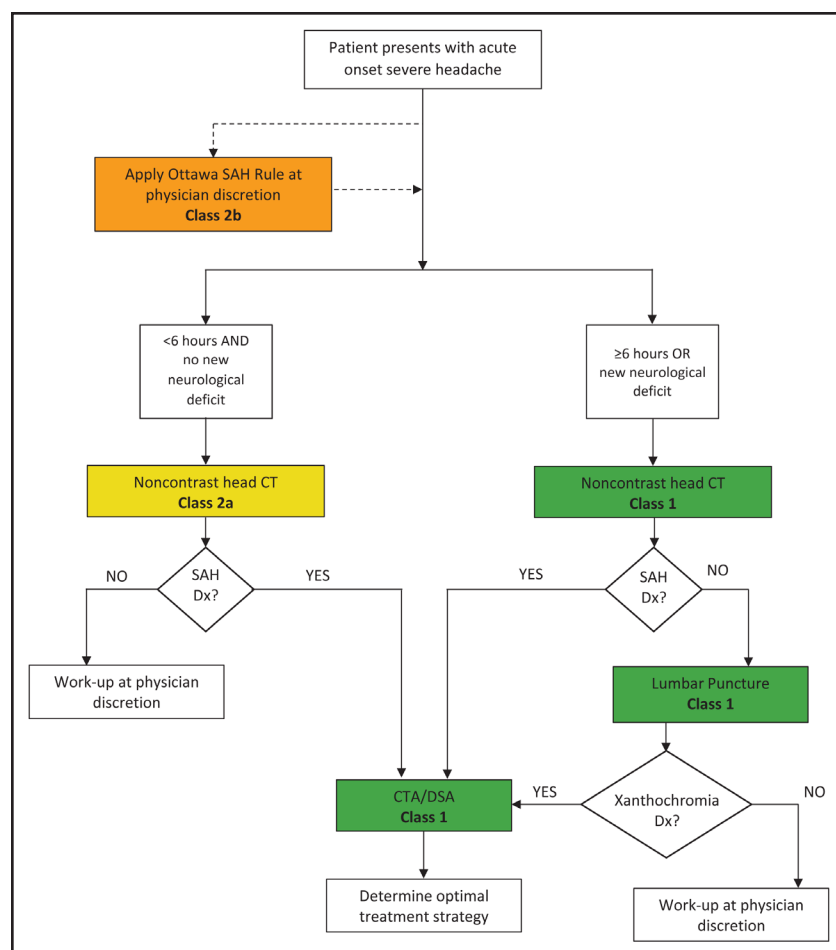 Patient presents with acute
onset severe headache
Apply Ottawa SAH Rule at
physician discretion
Class 2b
<6 hours AND
no new
neurological
deficit
≥6 hours OR
new neurological
deficit
Noncontrast head CT
Class 2a
Noncontrast head CT
Class 1
NO
SAH
Dx?
YES
YES
SAH
Dx?
NO
Work-up at physician
discretion
Lumbar Puncture
Class 1
CTA/DSA
Class 1
YES
Xanthochromia
Dx?
NO
Determine optimal
treatment strategy
Work-up at physician
discretion